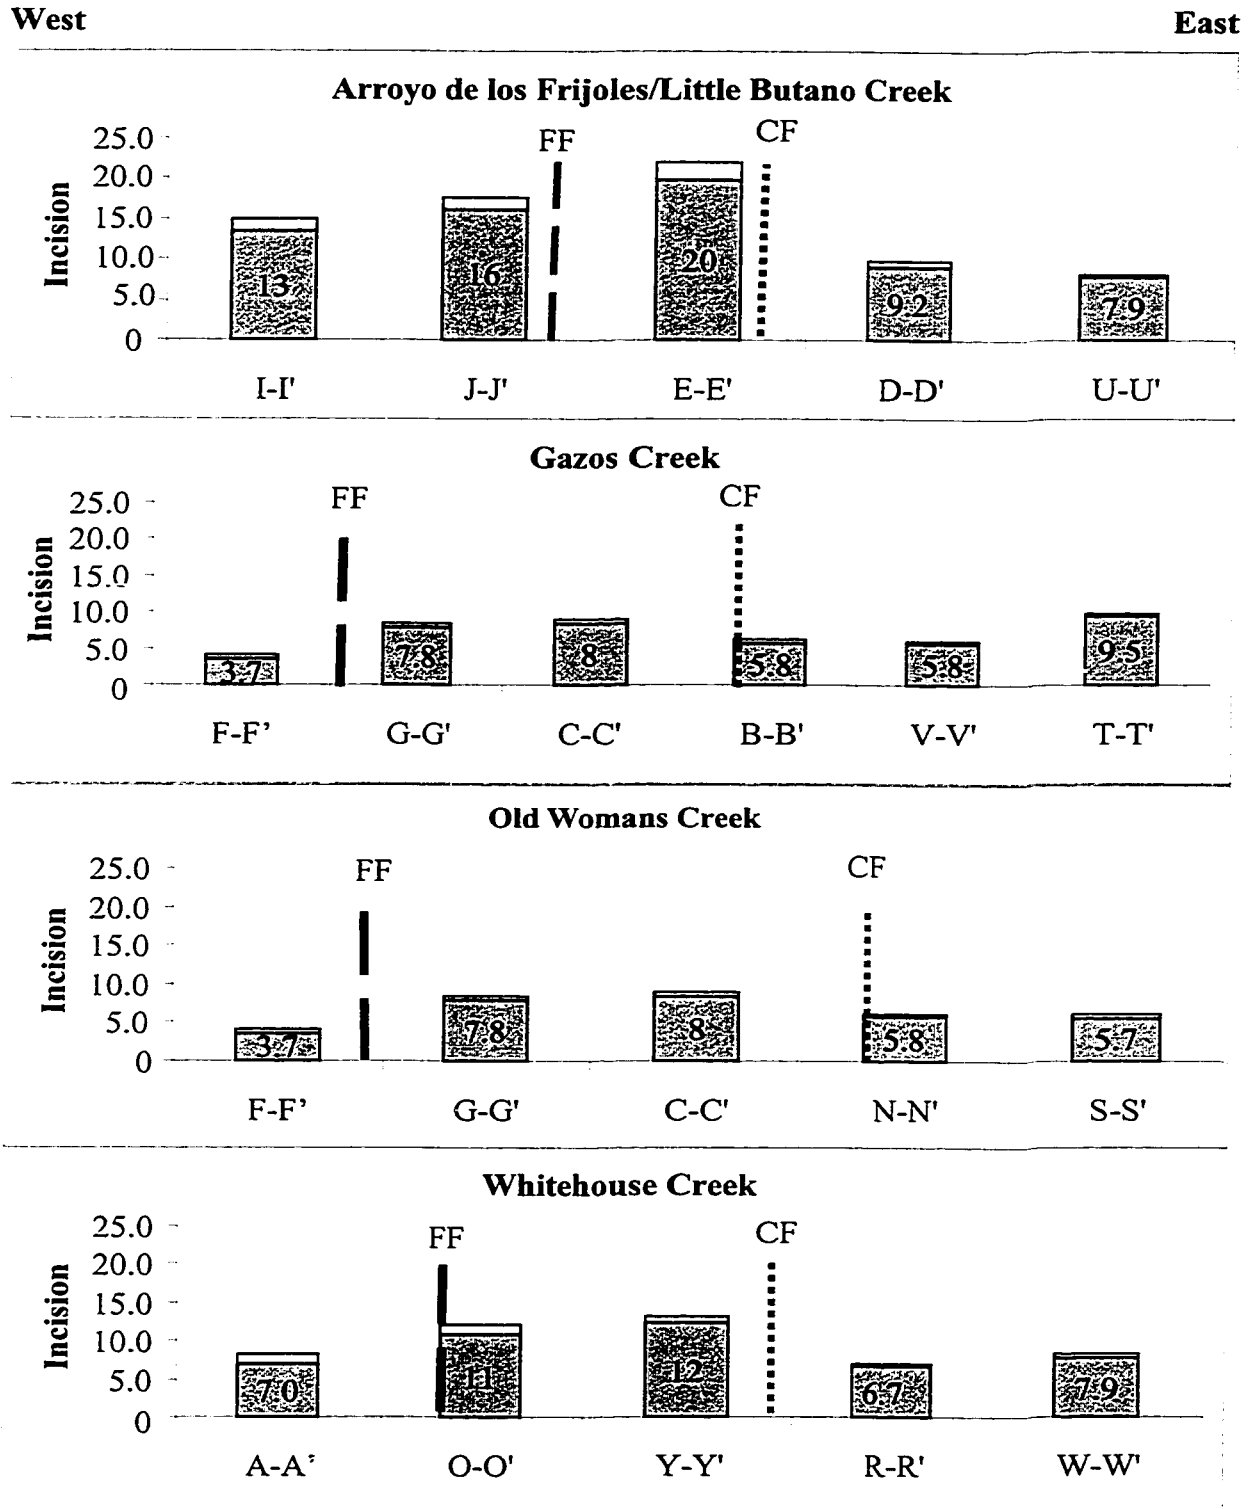 West East
Arroyo de los Frijoles/Little Butano Creek
FF CF
Incision
25.0
20.0
15.0
10.0
5.0
0
13 16 20 9.2 7.9
I-I' J-J' E-E' D-D' U-U'
Gazos Creek
FF CF
Incision
25.0
20.0
15.0
10.0
5.0
0
3.7 7.8 8 5.8 5.8 9.5
F-F' G-G' C-C' B-B' V-V' T-T'
Old Womans Creek
FF CF
Incision
25.0
20.0
15.0
10.0
5.0
0
3.7 7.8 8 5.8 5.7
F-F' G-G' C-C' N-N' S-S'
Whitehouse Creek
FF CF
Incision
25.0
20.0
15.0
10.0
5.0
0
7.0 11 12 6.7 7.9
A-A' O-O' Y-Y' R-R' W-W'